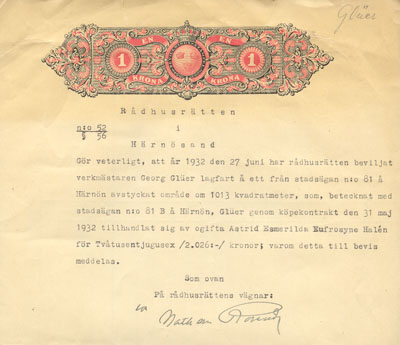 Glüer
EN EN
1 1
KRONA KRONA
Rådhusrätten
n:o 52 i
§ 56
Härnösand
Gör veterligt, att år 1932 den 27 juni har rådhusrätten beviljat
verkmästaren Georg Glüer lagfart å ett från stadsägan n:o 81 å
Härnön avstyckat område om 1013 kvadratmeter, som, betecknat med
stadsägan n:o 81 B å Härnön, Glüer genom köpekontrakt den 31 maj
1932 tillhandlat sig av ogifta Astrid Esmerilda Eufrosyne Halén
för Tvåtusentjugusex /2.026:-/ kronor; varom detta till bevis
meddelas.
Som ovan
På rådhusrättens vägnar:
Nathan